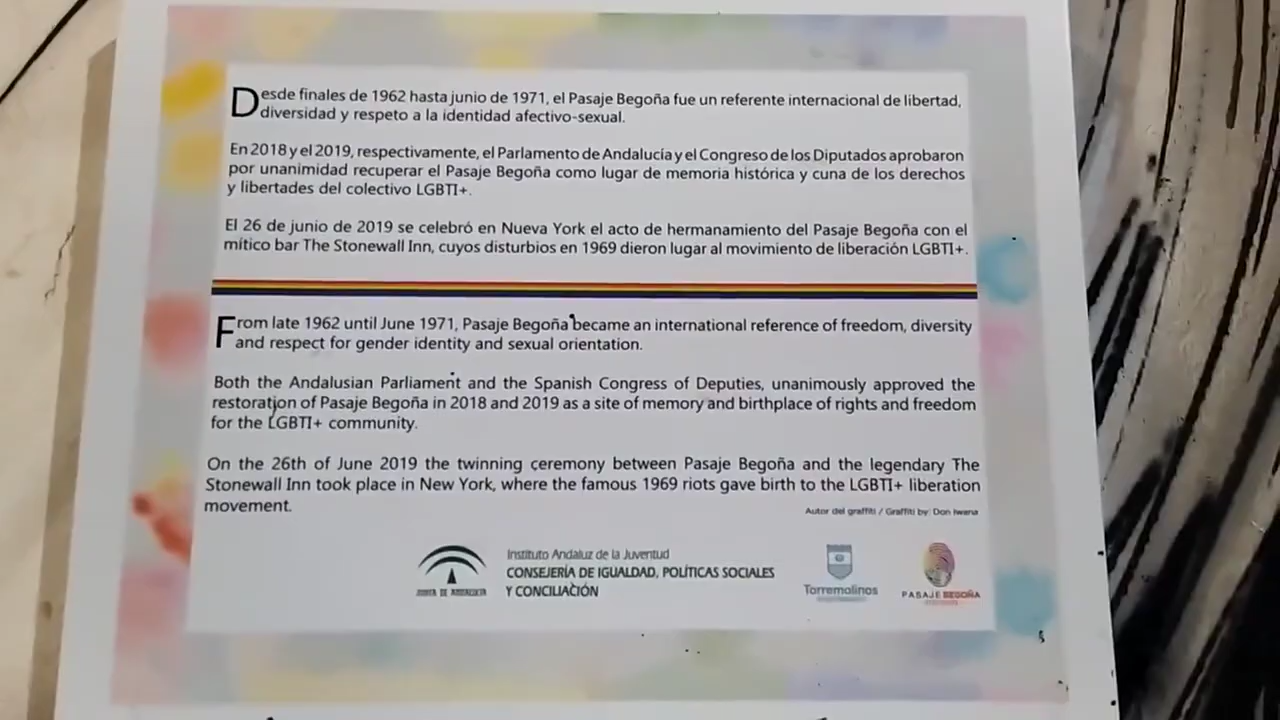 Desde finales de 1962 hasta junio de 1971, el Pasaje Begoña fue un referente internacional de libertad,
diversidad y respeto a la identidad afectivo-sexual.
En 2018 y el 2019, respectivamente, el Parlamento de Andalucía y el Congreso de los Diputados aprobaron
por unanimidad recuperar el Pasaje Begoña como lugar de memoria histórica y cuna de los derechos
y libertades del colectivo LGBTI+.
El 26 de junio de 2019 se celebró en Nueva York el acto de hermanamiento del Pasaje Begoña con el
mítico bar The Stonewall Inn, cuyos disturbios en 1969 dieron lugar al movimiento de liberación LGBTI+.
From late 1962 until June 1971, Pasaje Begoña became an international reference of freedom, diversity
and respect for gender identity and sexual orientation.
Both the Andalusian Parliament and the Spanish Congress of Deputies, unanimously approved the
restoration of Pasaje Begoña in 2018 and 2019 as a site of memory and birthplace of rights and freedom
for the LGBTI+ community.
On the 26th of June 2019 the twinning ceremony between Pasaje Begoña and the legendary The
Stonewall Inn took place in New York, where the famous 1969 riots gave birth to the LGBTI+ liberation
movement.
Autor del graffiti / Graffiti by: Don Iwana
Instituto Andaluz de la Juventud
CONSEJERÍA DE IGUALDAD, POLÍTICAS SOCIALES
Y CONCILIACIÓN
JUNTA DE ANDALUCIA
Torremolinos
PASAJE BEGOÑA